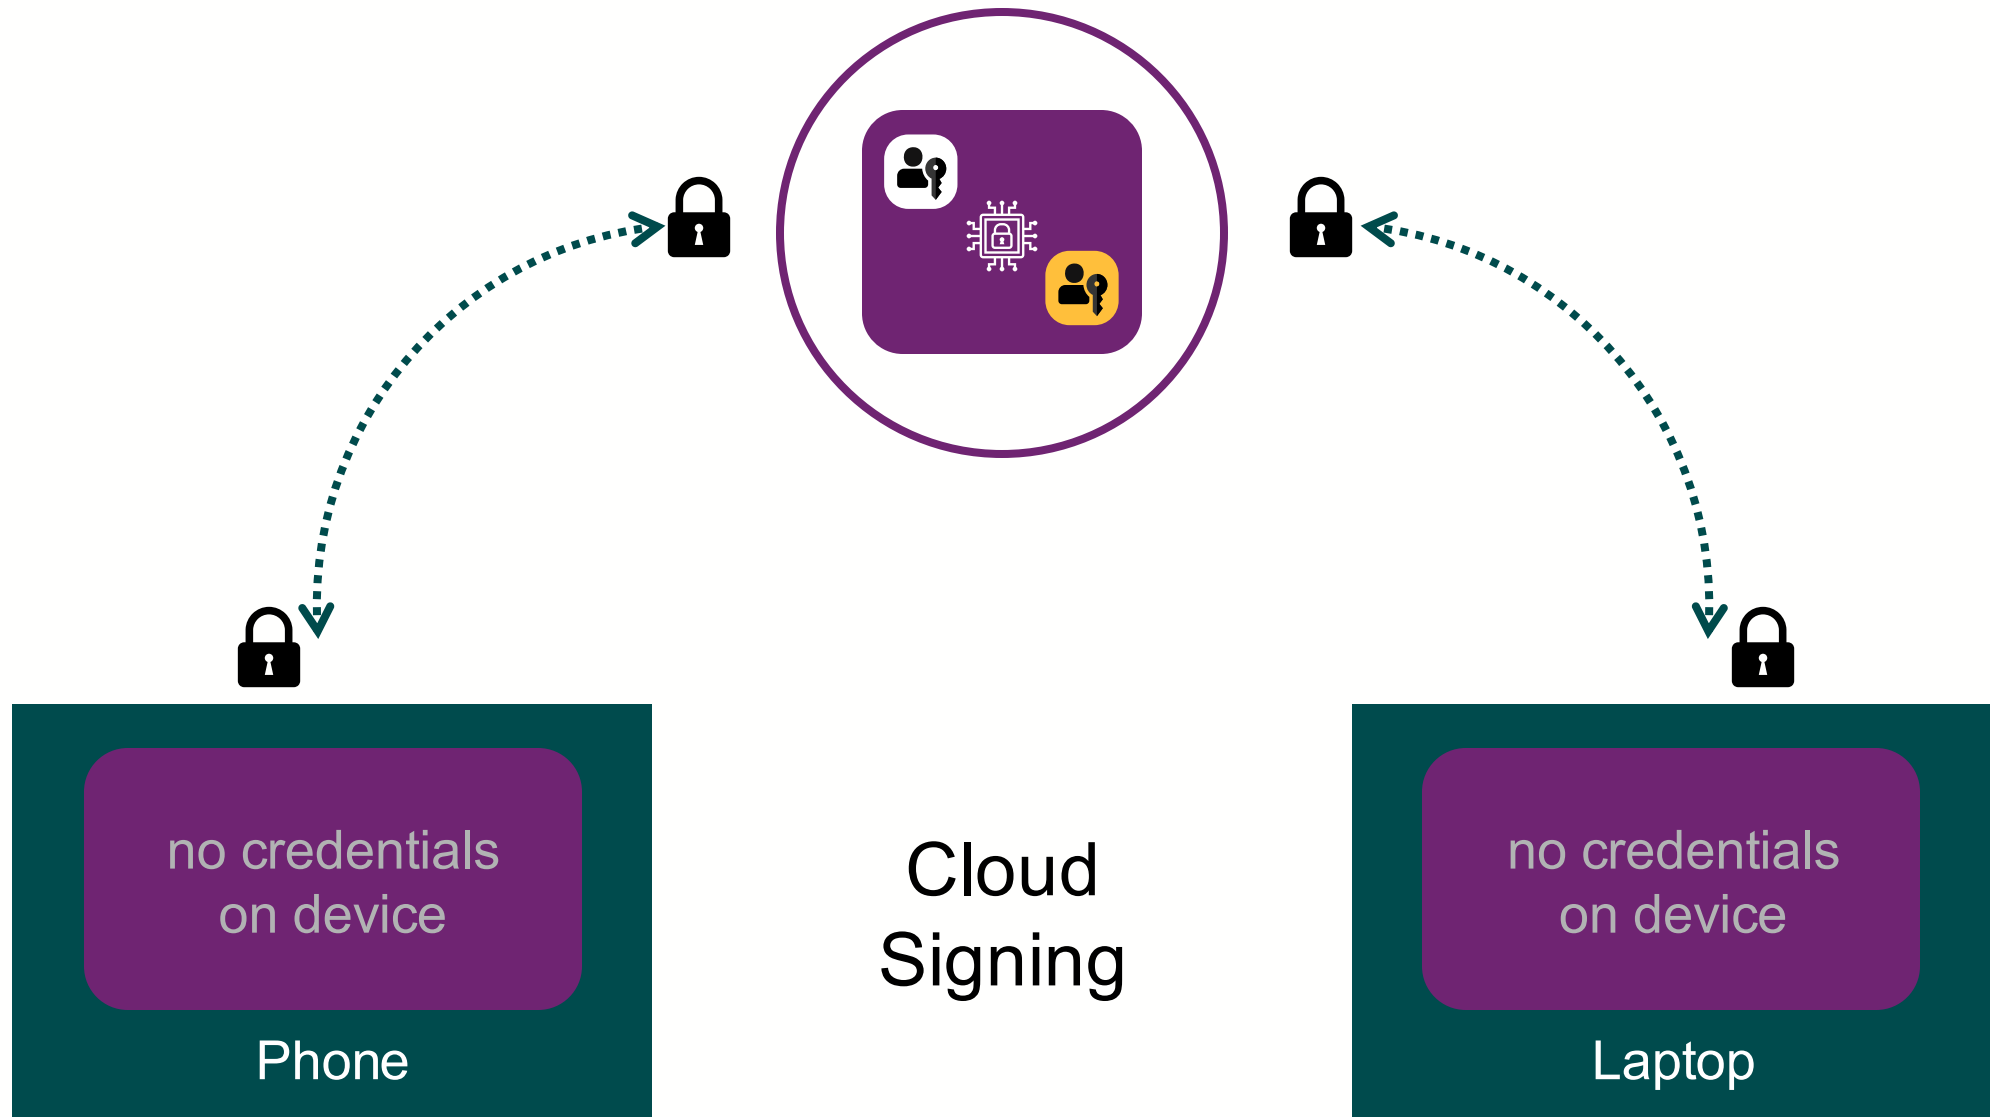 no credentials
on device
Phone
Cloud
Signing
no credentials
on device
Laptop